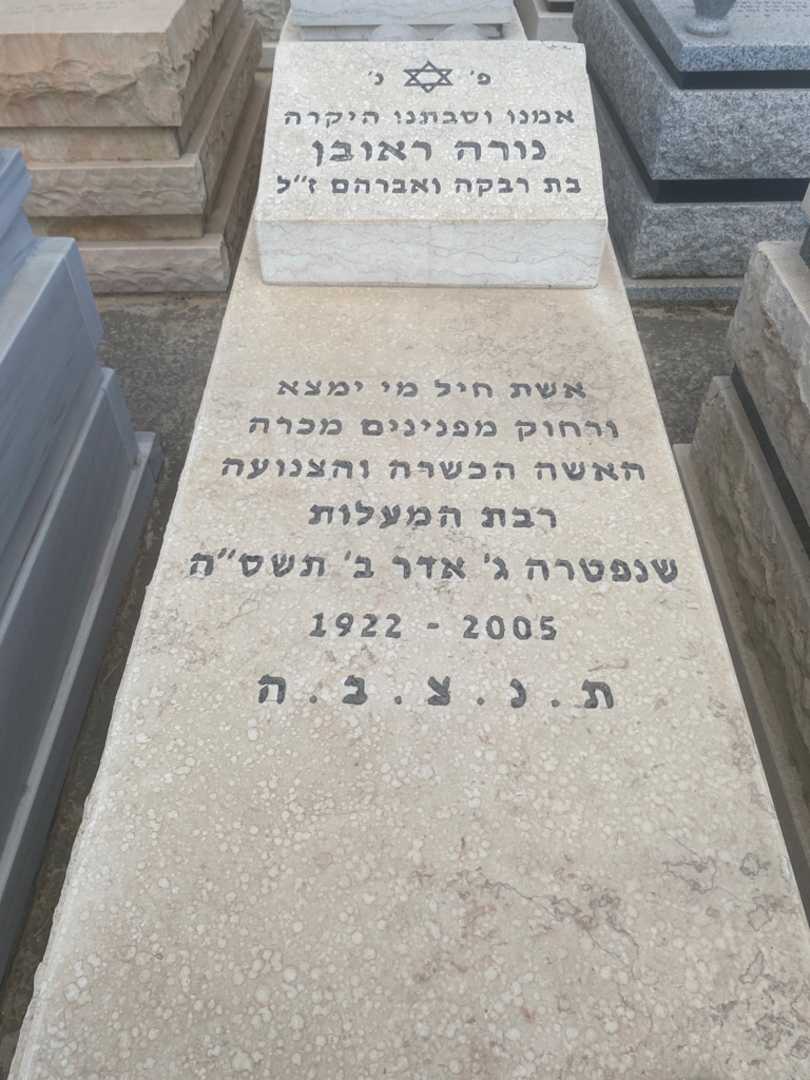 פ' נ'
אמנו וסבתנו היקרה
נורה ראובן
בת רבקה ואברהם ז"ל
אשת חיל מי ימצא
ורחוק מפנינים מכרה
האשה הכשרה והצנועה
רבת המעלות
שנפטרה ג' אדר ב' תשס"ה
1922 - 2005
ת . נ . צ . ב . ה